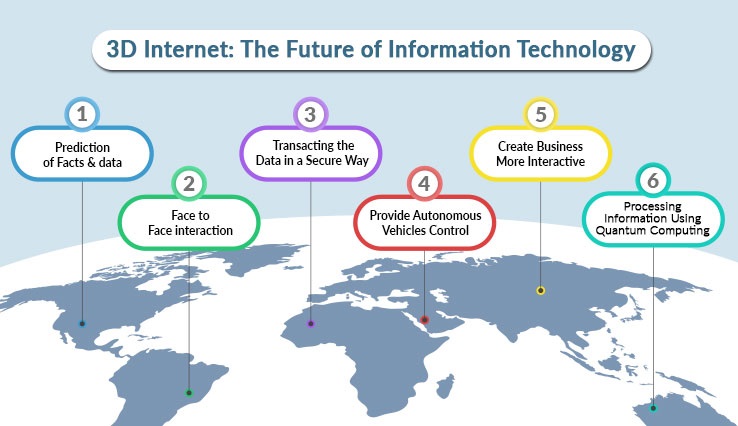 3D Internet: The Future of Information Technology
1
Prediction
of Facts & data
2
Face to
Face interaction
3
Transacting the
Data in a Secure Way
4
Provide Autonomous
Vehicles Control
5
Create Business
More Interactive
6
Processing
Information Using
Quantum Computing